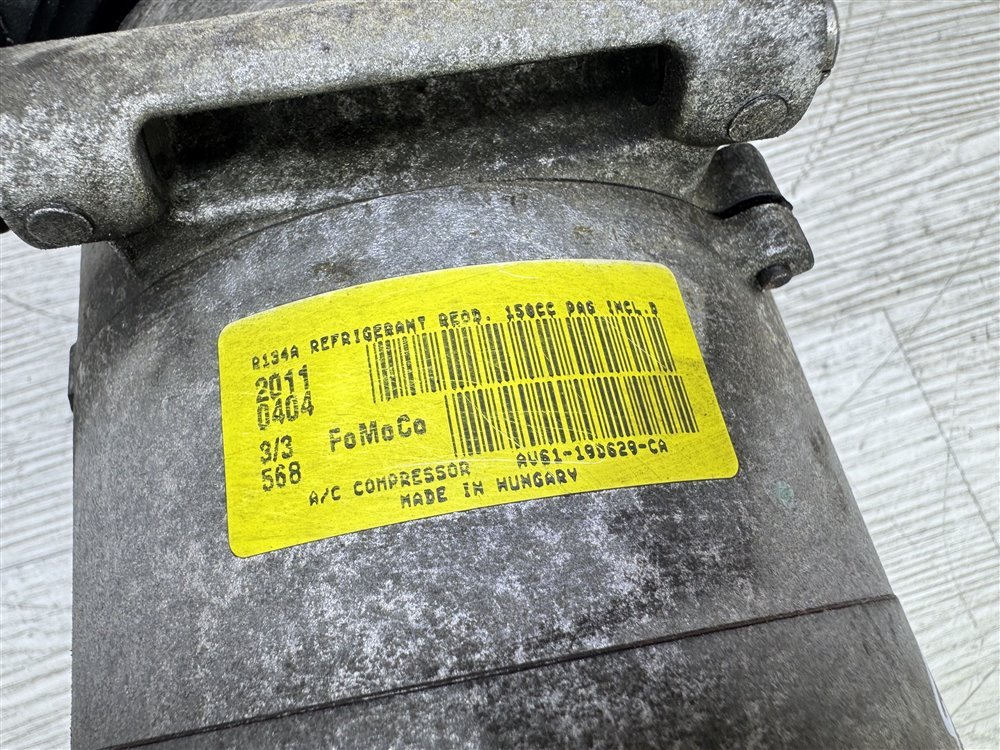 R134A REFRIGERANT REQD. 150CC PAG INCL.D
2011
0404
3/3
568
FoMoCo
A/C COMPRESSOR AV61-19D629-CA
MADE IN HUNGARY